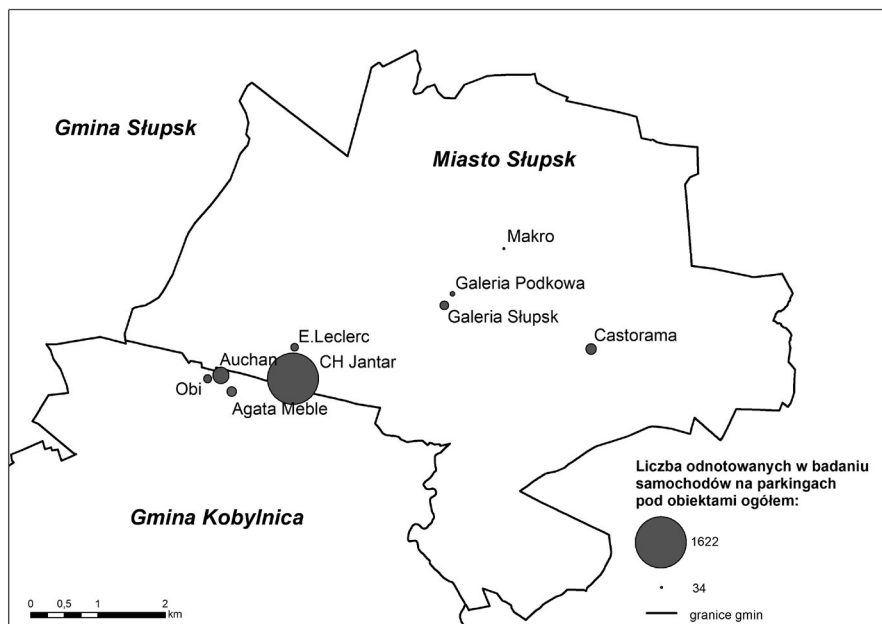 Gmina Słupsk
Miasto Słupsk
Makro
Galeria Podkowa
Galeria Słupsk
Castorama
E.Leclerc
Auchan
CH Jantar
Obi
Agata Meble
Gmina Kobylnica
Liczba odnotowanych w badaniu
samochodów na parkingach
pod obiektami ogółem:
1622
34
granice gmin
0 0,5 1 2
km